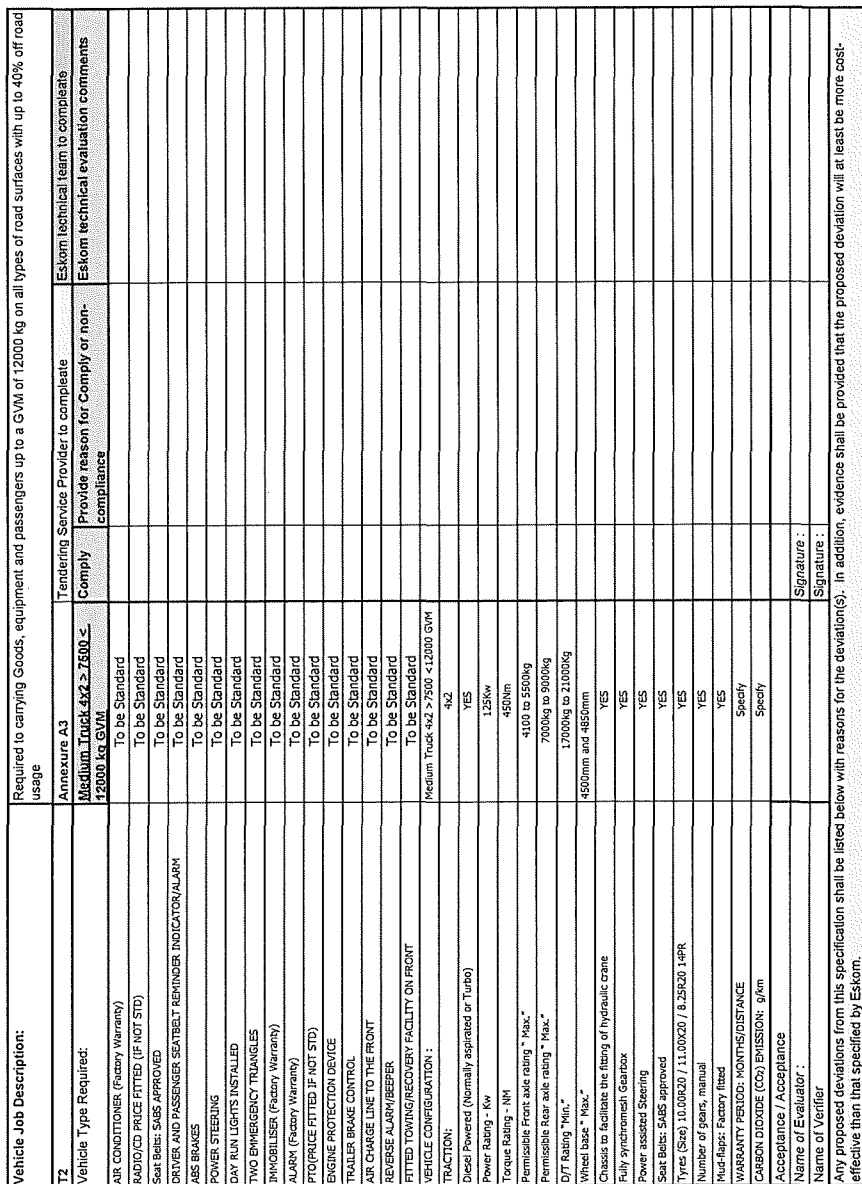 Vehicle Job Description: Required to carrying Goods, equipment and passengers up to a GVM of 12000 kg on all types of road surfaces with up to 40% off road
usage
T2 Annexure A3 Tendering Service Provider to compleate Eskom technical team to compleate
Vehicle Type Required: Medium Truck 4x2 > 7500 < Comply Provide reason for Comply or non- Eskom technical evaluation comments
12000 kg GVM compliance
AIR CONDITIONER (Factory Warranty) To be Standard
RADIO/CD PRICE FITTED (IF NOT STD) To be Standard
Seat Belts: SABS APPROVED To be Standard
DRIVER AND PASSENGER SEATBELT REMINDER INDICATOR/ALARM To be Standard
ABS BRAKES To be Standard
POWER STEERING To be Standard
DAY RUN LIGHTS INSTALLED To be Standard
TWO EMMERGENCY TRIANGLES To be Standard
IMMOBILISER (Factory Warranty) To be Standard
ALARM (Factory Warranty) To be Standard
PTO(PRICE FITTED IF NOT STD) To be Standard
ENGINE PROTECTION DEVICE To be Standard
TRAILER BRAKE CONTROL To be Standard
AIR CHARGE LINE TO THE FRONT To be Standard
REVERSE ALARM/BEEPER To be Standard
FITTED TOWING/RECOVERY FACILITY ON FRONT To be Standard
VEHICLE CONFIGURATION : Medium Truck 4x2 >7500 <12000 GVM
TRACTION: 4x2
Diesel Powered (Normally aspirated or Turbo) YES
Power Rating - Kw 125Kw
Torque Rating - NM 450Nm
Permissible Front axle rating " Max." 4100 to 5500kg
Permissible Rear axle rating " Max." 7000kg to 9000kg
D/T Rating "Min," 17000kg to 21000Kg
Wheel base " Max." 4500mm and 4850mm
Chassis to facilitate the fitting of hydraulic crane YES
Fully synchromesh Gearbox YES
Power assisted Steering YES
Seat Belts: SABS approved YES
Tyres (Size) 10.00R20 / 11.00X20 / 8.25R20 14PR YES
Number of gears, manual YES
Mud-flaps: Factory fitted YES
WARRANTY PERIOD: MONTHS/DISTANCE Specify
CARBON DIOXIDE (CO2) EMISSION: g/km Specify
Acceptance / Acceptance
Name of Evaluator : Signature :
Name of Verifier Signature :
Any proposed deviations from this specification shall be listed below with reasons for the deviation(s). In addition, evidence shall be provided that the proposed deviation will at least be more cost-
effective than that specified by Eskom.